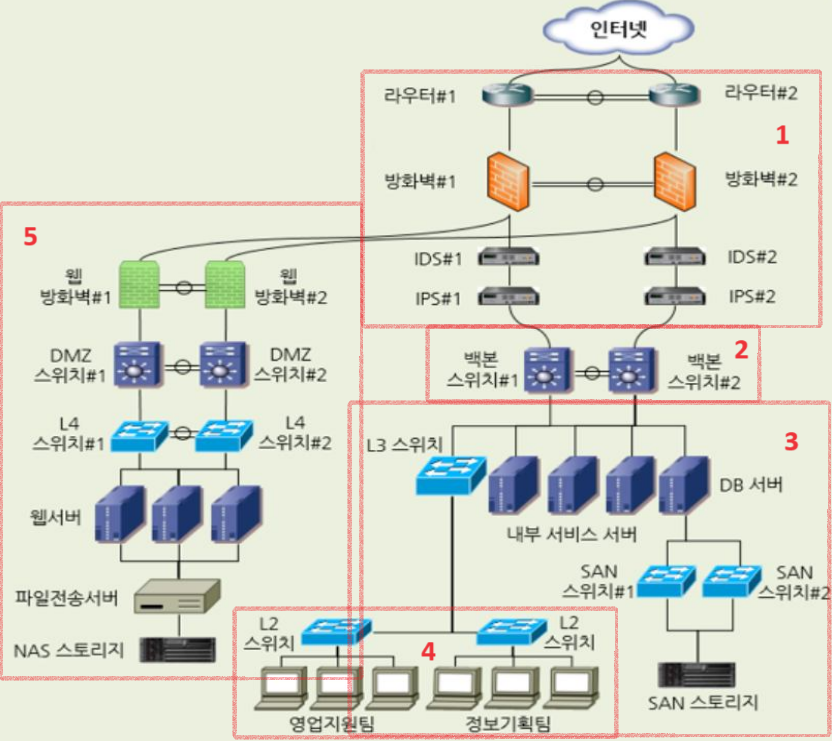 인터넷
라우터#1
라우터#2
1
방화벽#1
방화벽#2
5
IDS#1
IDS#2
웹
방화벽#1
웹
방화벽#2
IPS#1
IPS#2
2
백본
스위치#1
백본
스위치#2
DMZ
스위치#1
DMZ
스위치#2
L4
스위치#1
L4
스위치#2
3
L3 스위치
DB 서버
내부 서비스 서버
웹서버
SAN
스위치#1
SAN
스위치#2
파일전송서버
NAS 스토리지
L2
스위치
4
L2
스위치
SAN 스토리지
영업지원팀
정보기획팀